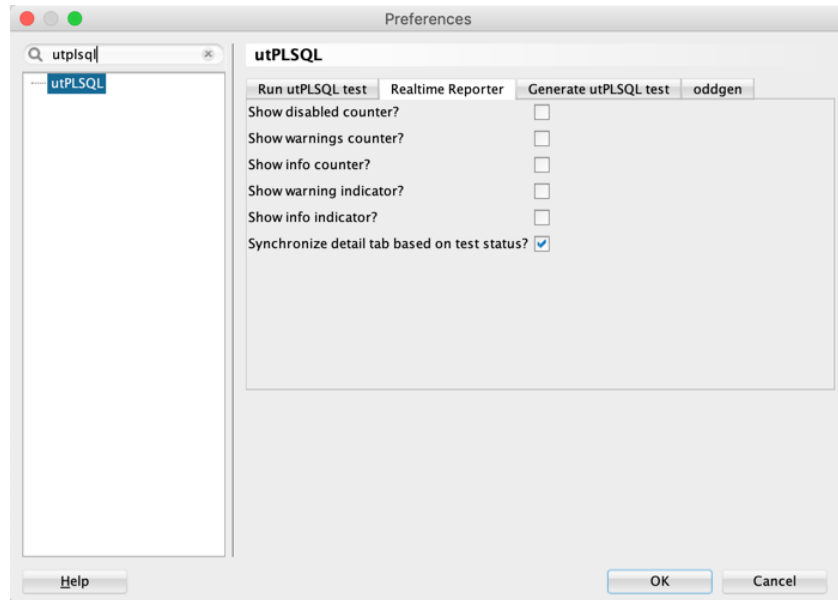 Preferences
utplsql
utPLSQL
utPLSQL
Run utPLSQL test Realtime Reporter Generate utPLSQL test oddgen
Show disabled counter?
Show warnings counter?
Show info counter?
Show warning indicator?
Show info indicator?
Synchronize detail tab based on test status?
Help OK Cancel